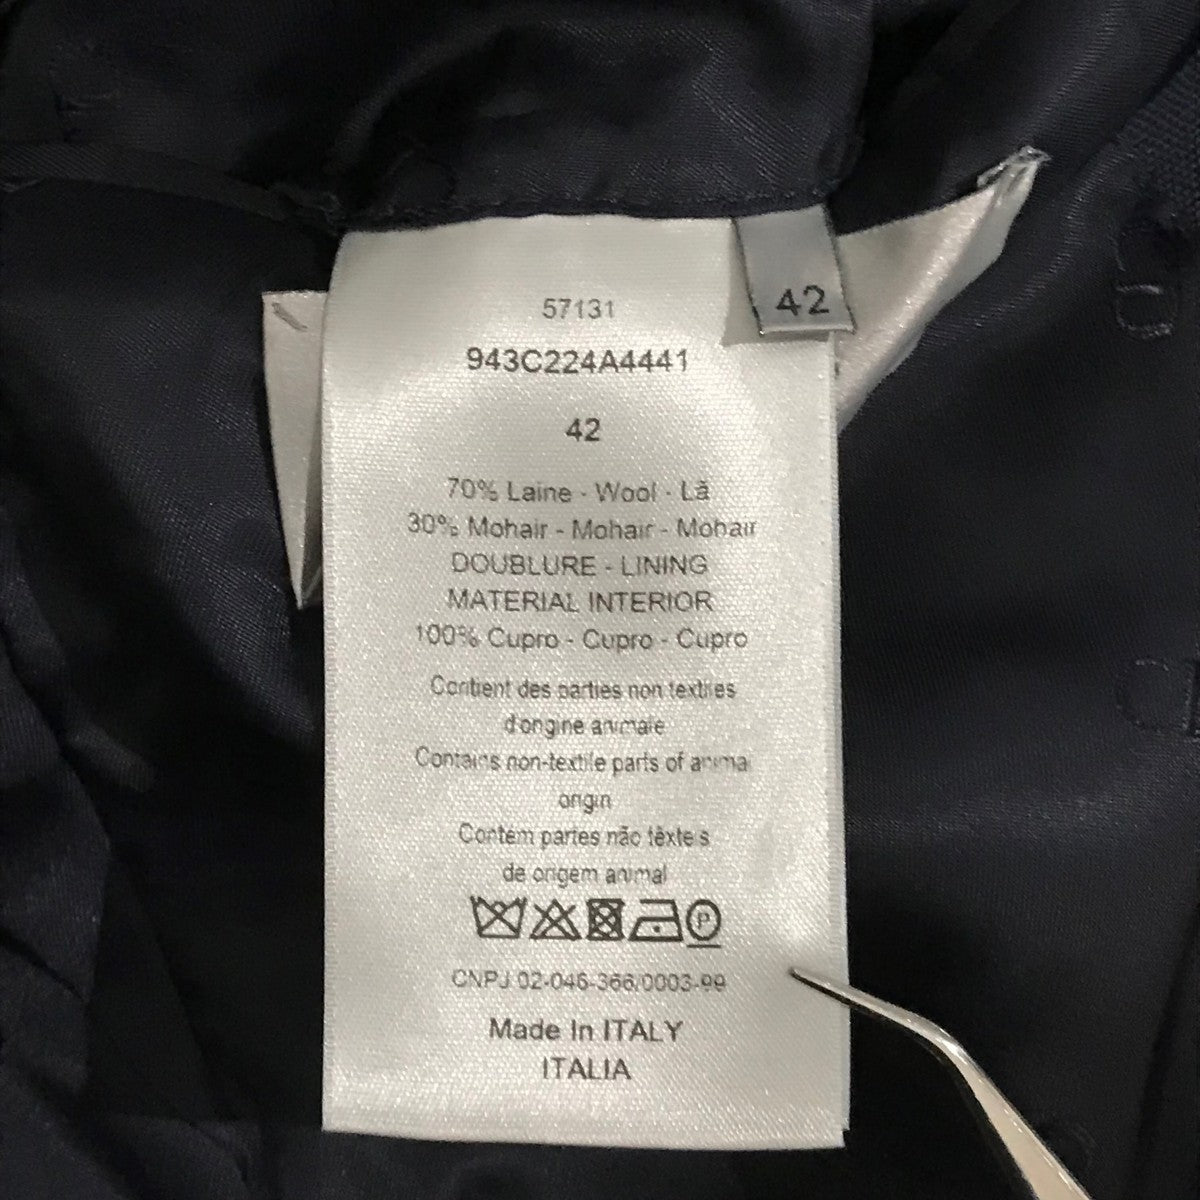 57131
42
943C224A4441
42
70% Laine - Wool - Lã
30% Mohair - Mohair - Mohair
DOUBLURE - LINING
MATERIAL INTERIOR
100% Cupro - Cupro - Cupro
Contient des parties non textiles
d'origine animale
Contains non-textile parts of animal
origin
Contem partes não têxteis
de origem animal
P
CNPJ 02-046-366/0003-99
Made In ITALY
ITALIA